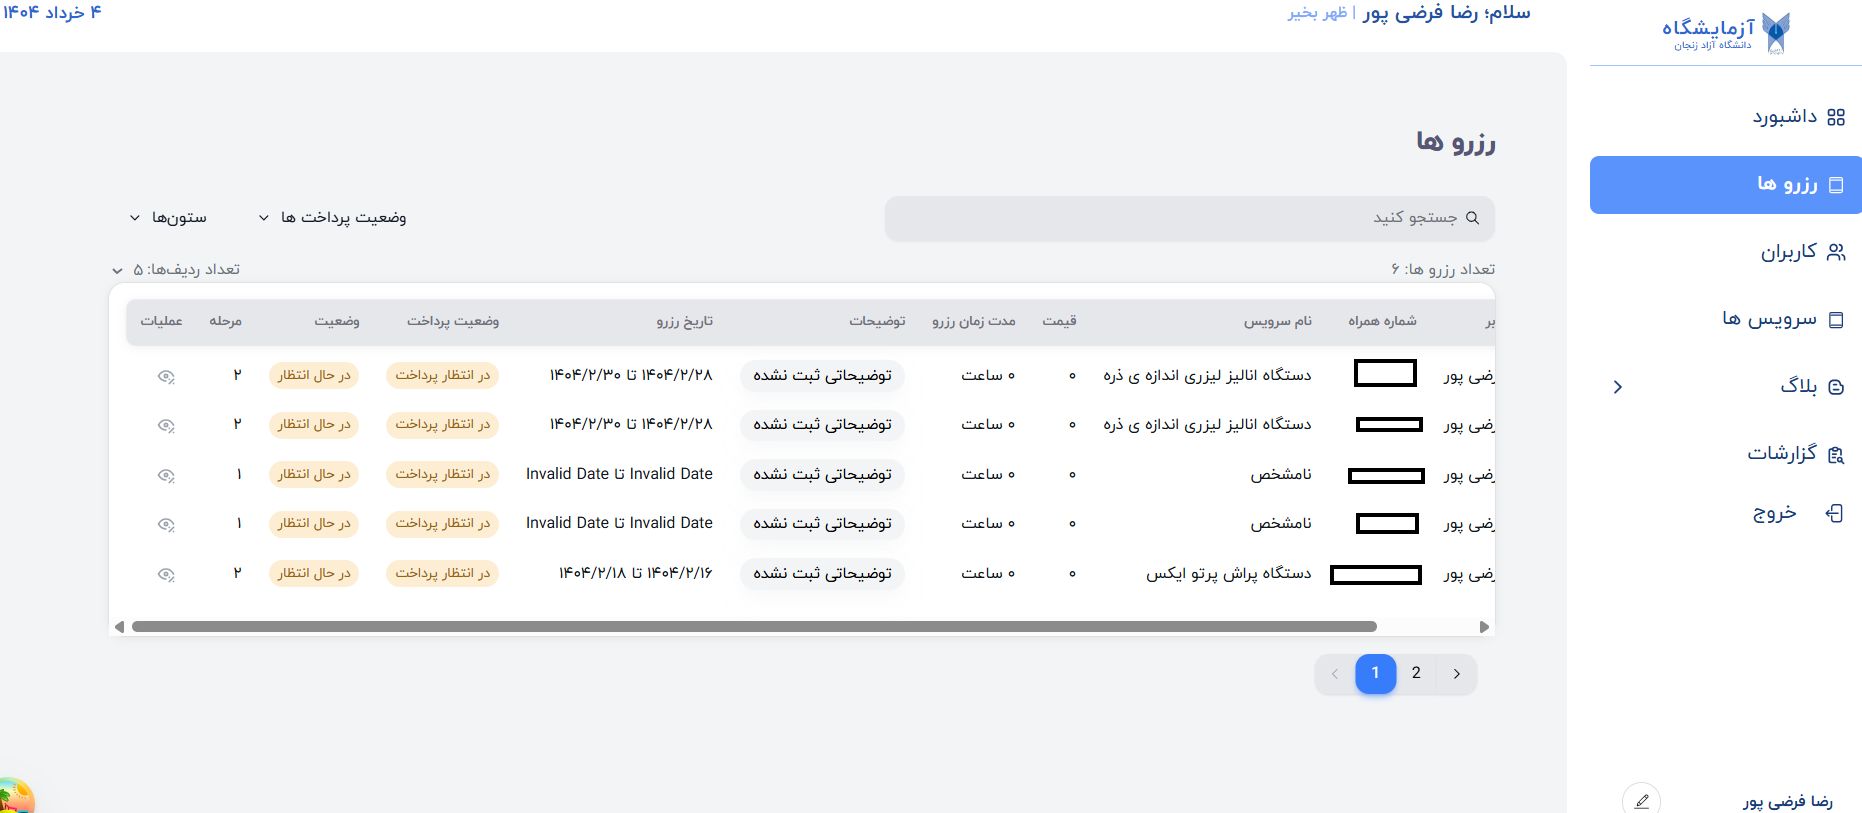 سلام؛ رضا فرضی پور | ظهر بخیر
۴ خرداد ۱۴۰۴
آزمایشگاه
دانشگاه آزاد زنجان
داشبورد
رزرو ها
کاربران
سرویس ها
بلاگ
گزارشات
خروج
رضا فرضی پور
رزرو ها
جستجو کنید
وضعیت پرداخت ها
ستون‌ها
تعداد رزرو ها: ۶
تعداد ردیف‌ها: ۵
بر شماره همراه نام سرویس قیمت مدت زمان رزرو توضیحات تاریخ رزرو وضعیت پرداخت وضعیت مرحله عملیات
رضی پور دستگاه انالیز لیزری اندازه ی ذره ۰ ۰ ساعت توضیحاتی ثبت نشده ۱۴۰۴/۲/۲۸ تا ۱۴۰۴/۲/۳۰ در انتظار پرداخت در حال انتظار ۲
رضی پور دستگاه انالیز لیزری اندازه ی ذره ۰ ۰ ساعت توضیحاتی ثبت نشده ۱۴۰۴/۲/۲۸ تا ۱۴۰۴/۲/۳۰ در انتظار پرداخت در حال انتظار ۲
رضی پور نامشخص ۰ ۰ ساعت توضیحاتی ثبت نشده Invalid Date تا Invalid Date در انتظار پرداخت در حال انتظار ۱
رضی پور نامشخص ۰ ۰ ساعت توضیحاتی ثبت نشده Invalid Date تا Invalid Date در انتظار پرداخت در حال انتظار ۱
رضی پور دستگاه پراش پرتو ایکس ۰ ۰ ساعت توضیحاتی ثبت نشده ۱۴۰۴/۲/۱۶ تا ۱۴۰۴/۲/۱۸ در انتظار پرداخت در حال انتظار ۲
1 2